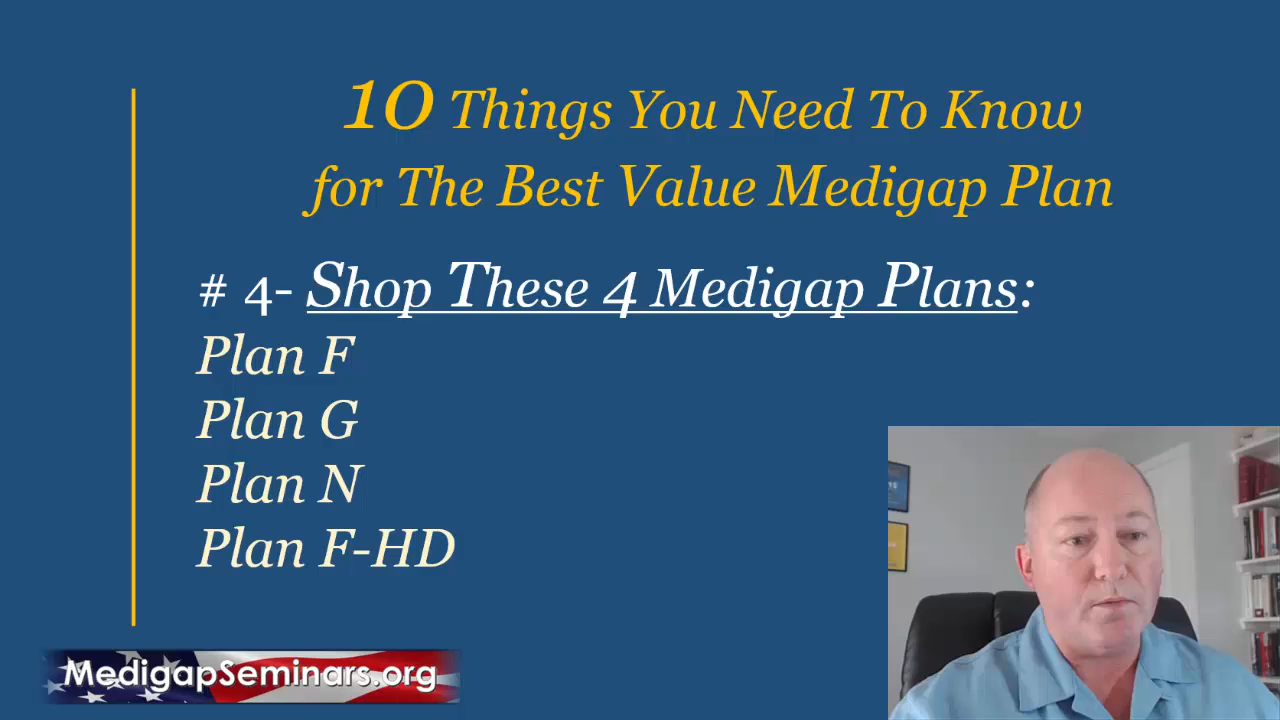 10 Things You Need To Know
for The Best Value Medigap Plan
# 4- Shop These 4 Medigap Plans:
Plan F
Plan G
Plan N
Plan F-HD
MedigapSeminars.org